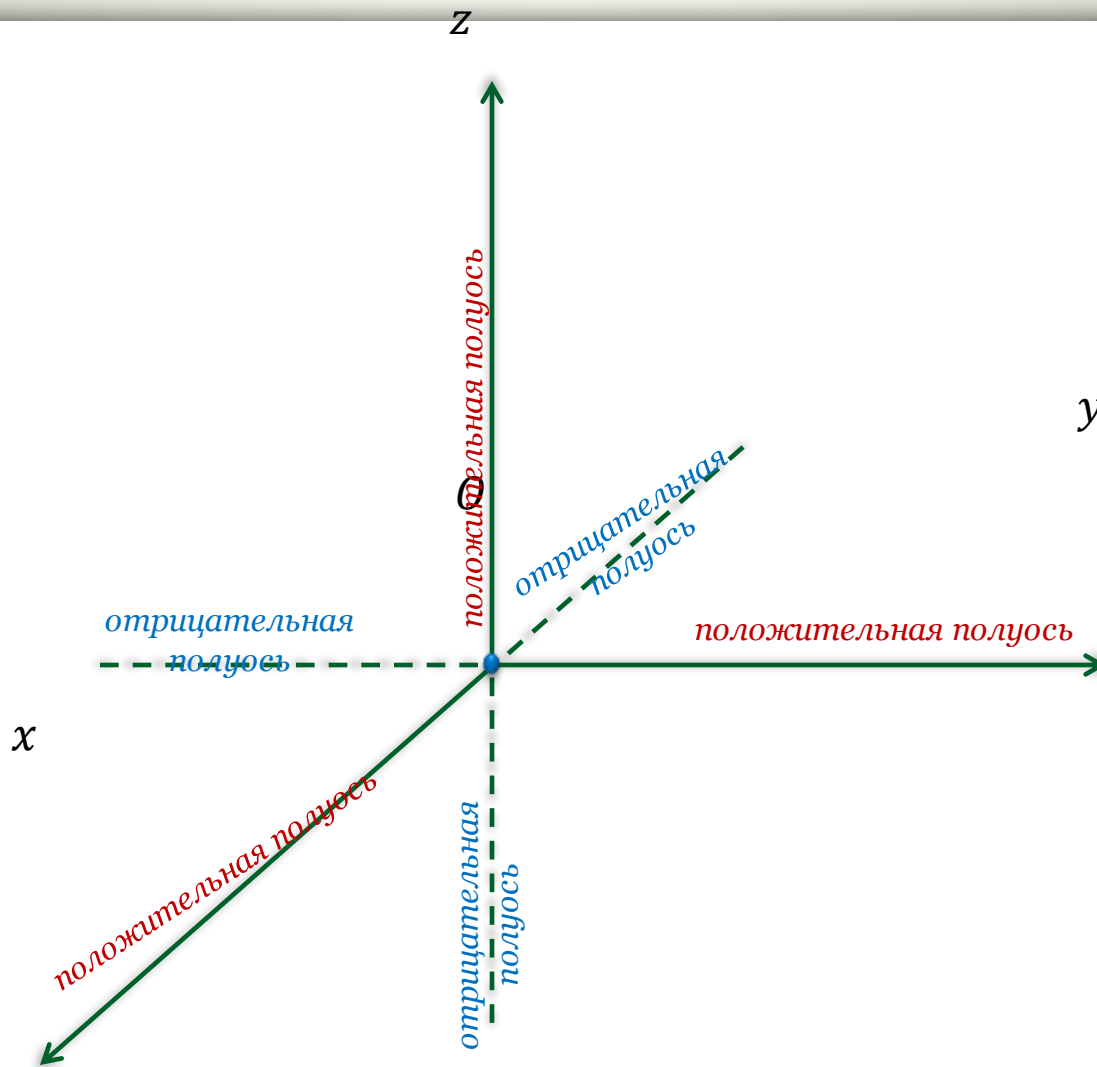 z
положительная полуось
y
O
отрицательная
полуось
отрицательная
полуось
положительная полуось
x
положительная полуось
отрицательная
полуось